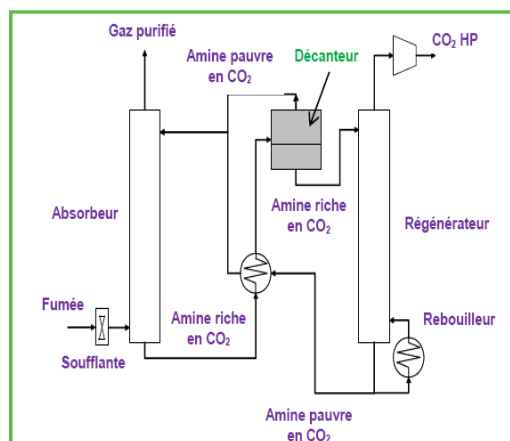 Gaz purifié
Amine pauvre
en CO₂
Décanteur
CO₂ HP
Absorbeur
Amine riche
en CO₂
Régénérateur
Fumée
Soufflante
Amine riche
en CO₂
Rebouilleur
Amine pauvre
en CO₂